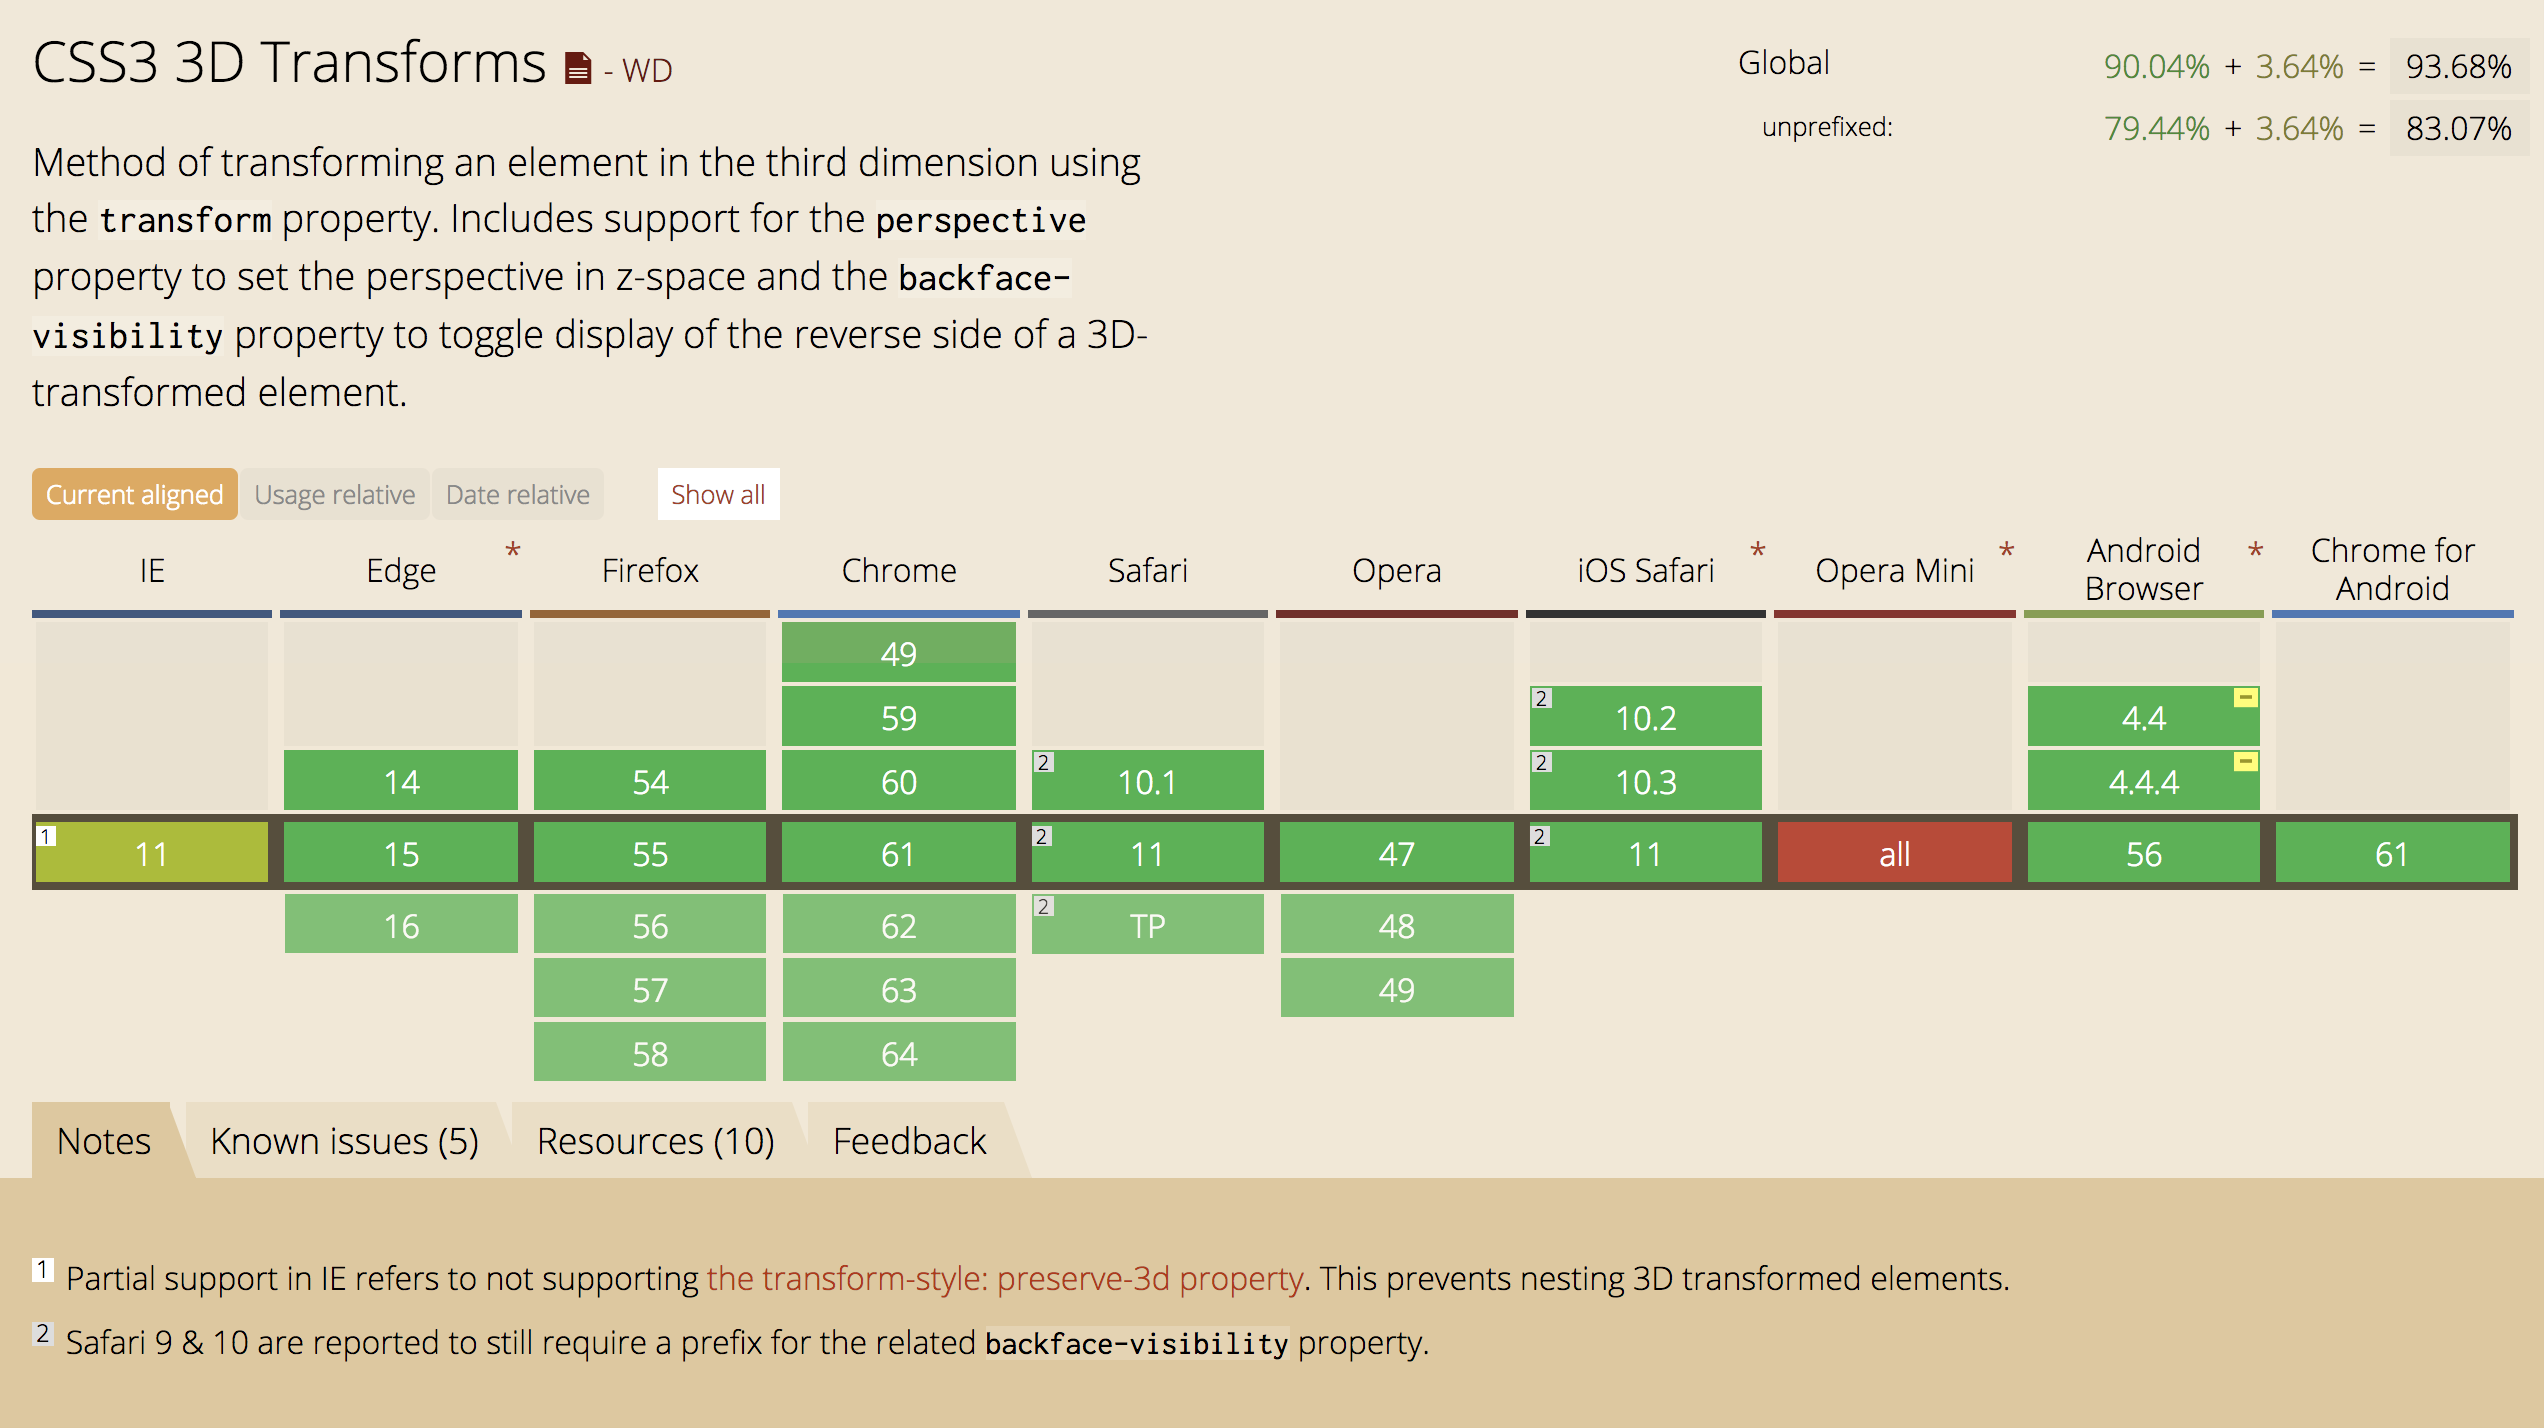 CSS3 3D Transforms - WD
Global 90.04% + 3.64% = 93.68%
unprefixed: 79.44% + 3.64% = 83.07%
Method of transforming an element in the third dimension using
the transform property. Includes support for the perspective
property to set the perspective in z-space and the backface-
visibility property to toggle display of the reverse side of a 3D-
transformed element.
Current aligned Usage relative Date relative Show all
IE Edge * Firefox Chrome Safari Opera iOS Safari * Opera Mini * Android Browser * Chrome for Android
49
59 2 10.2 4.4 -
14 54 60 2 10.1 2 10.3 4.4.4 -
1 11 15 55 61 2 11 47 2 11 all 56 61
16 56 62 2 TP 48
57 63 49
58 64
Notes Known issues (5) Resources (10) Feedback
1 Partial support in IE refers to not supporting the transform-style: preserve-3d property. This prevents nesting 3D transformed elements.
2 Safari 9 & 10 are reported to still require a prefix for the related backface-visibility property.